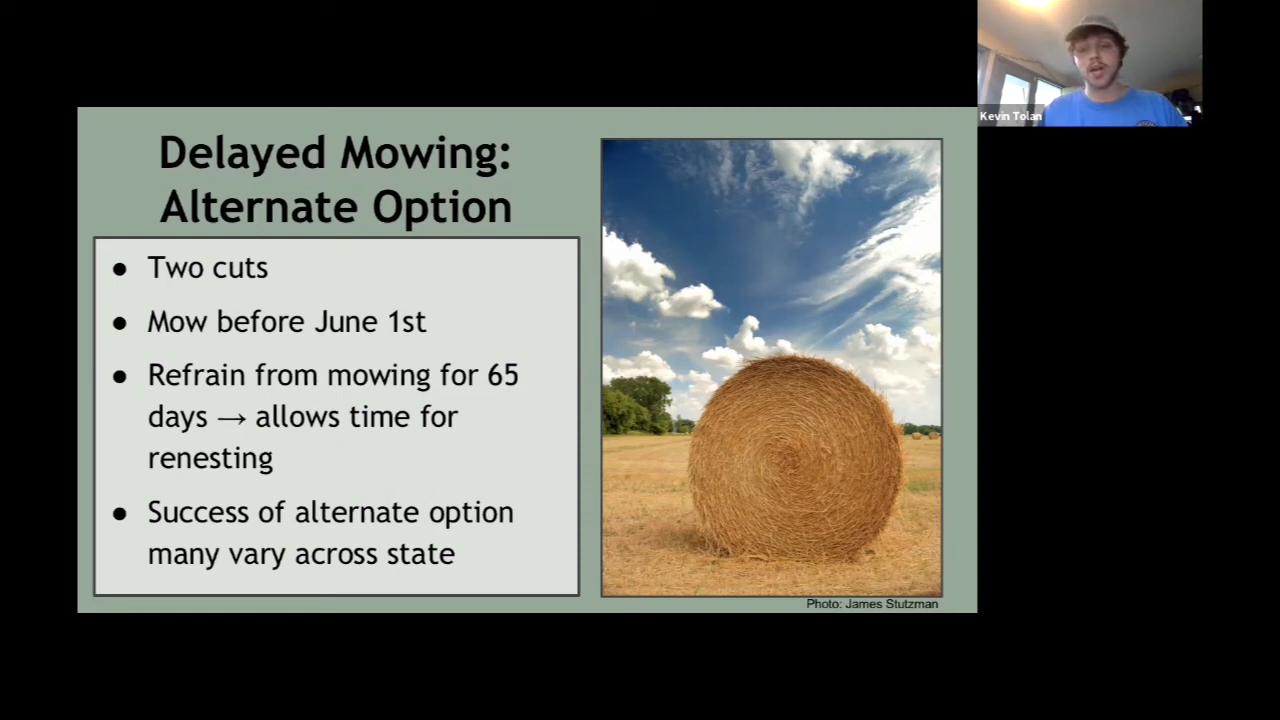 Kevin Tolan
Delayed Mowing:
Alternate Option
● Two cuts
● Mow before June 1st
● Refrain from mowing for 65
days → allows time for
renesting
● Success of alternate option
many vary across state
Photo: James Stutzman